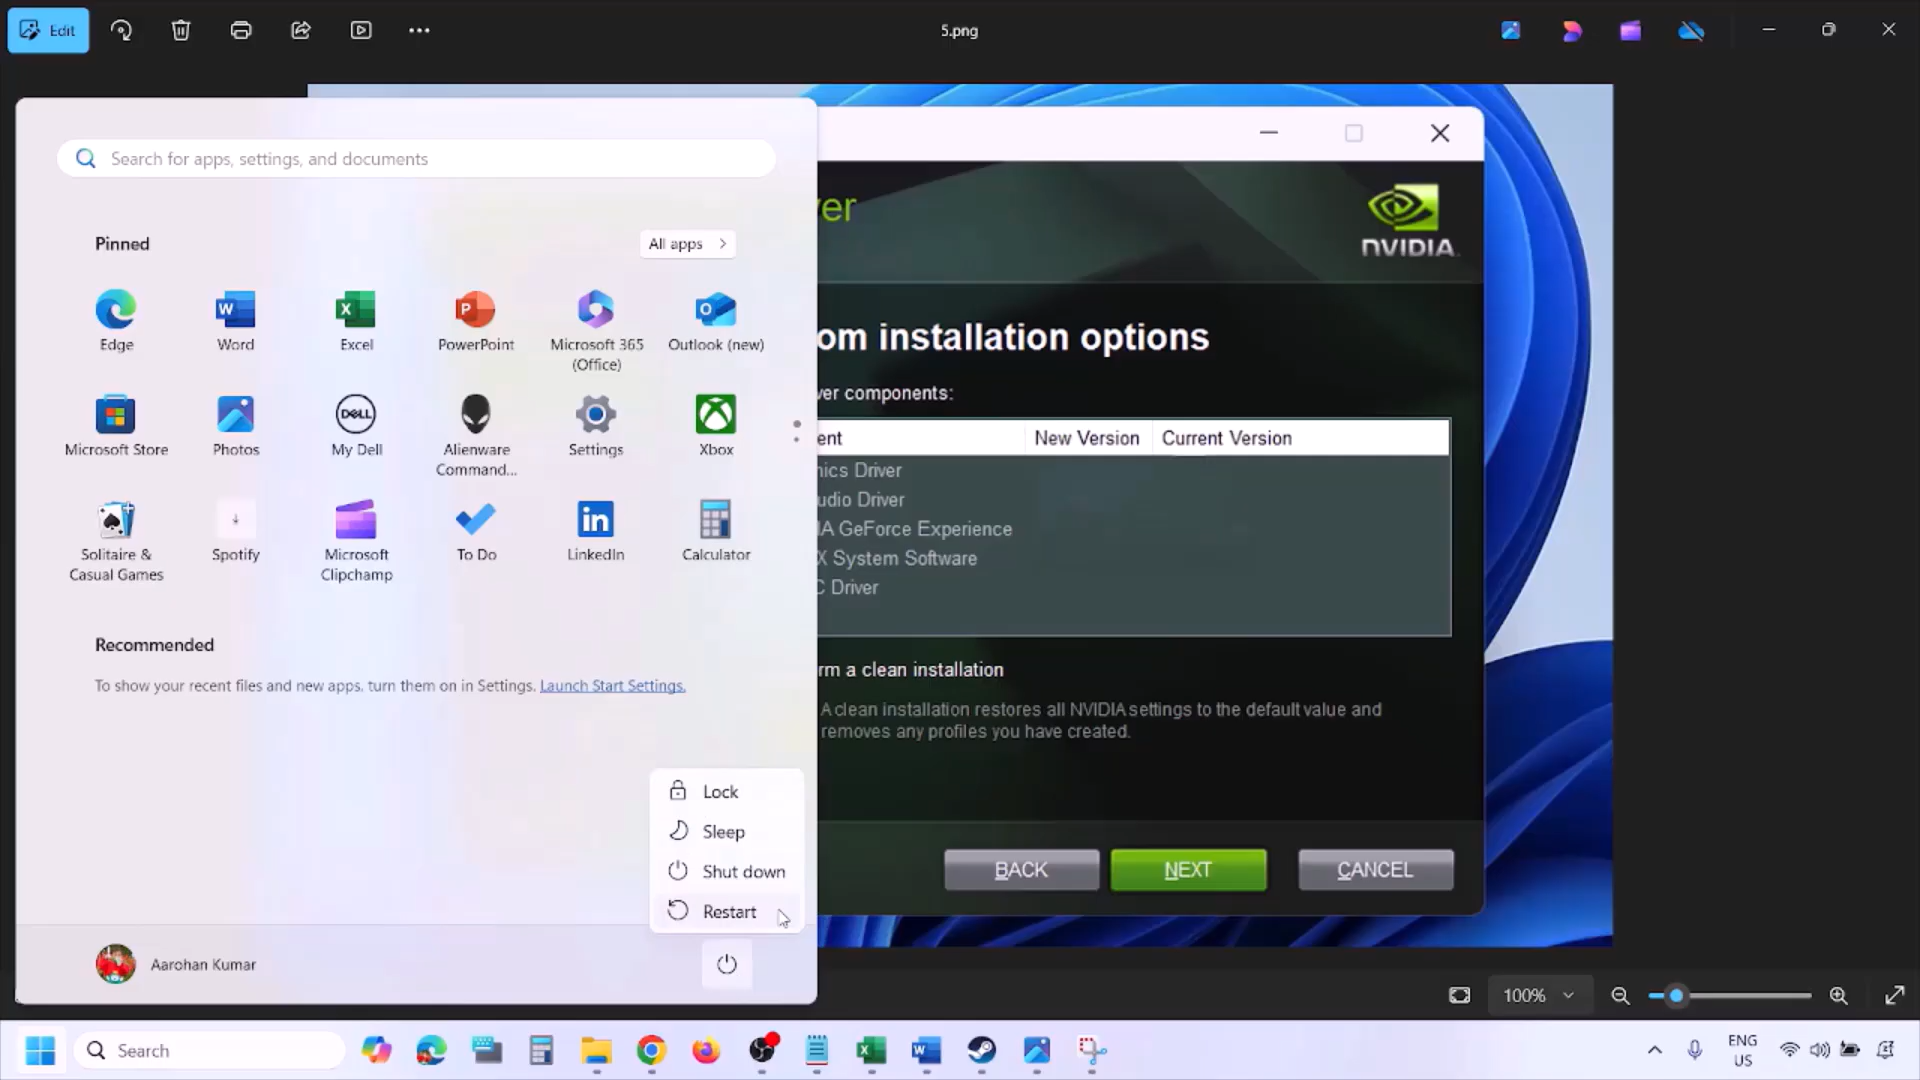 Edit
5.png
Search for apps, settings, and documents
Pinned
All apps
Edge
Word
Excel
PowerPoint
Microsoft 365
(Office)
Outlook (new)
Microsoft Store
Photos
My Dell
Alienware
Command...
Settings
Xbox
Solitaire &
Casual Games
Spotify
Microsoft
Clipchamp
To Do
LinkedIn
Calculator
Recommended
To show your recent files and new apps, turn them on in Settings. Launch Start Settings.
Lock
Sleep
Shut down
Restart
Aarohan Kumar
ver
NVIDIA
om installation options
ver components:
ent New Version Current Version
nics Driver
udio Driver
IA GeForce Experience
X System Software
C Driver
rm a clean installation
A clean installation restores all NVIDIA settings to the default value and
removes any profiles you have created.
BACK
NEXT
CANCEL
100%
Search
ENG
US